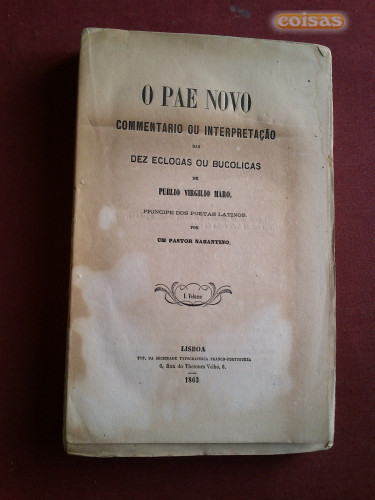 coisas
O PAE NOVO
COMMENTARIO OU INTERPRETAÇÃO
DAS
DEZ ECLOGAS OU BUCOLICAS
DE
PUBLIO VIRGILIO MARO,
PRINCIPE DOS POETAS LATINOS.
POR
UM PASTOR NABANTINO.
I. Volume
LISBOA
TYP. DA SOCIEDADE TYPOGRAPHICA FRANCO-PORTUGUEZA
6, Rua do Thesouro Velho, 6.
1863